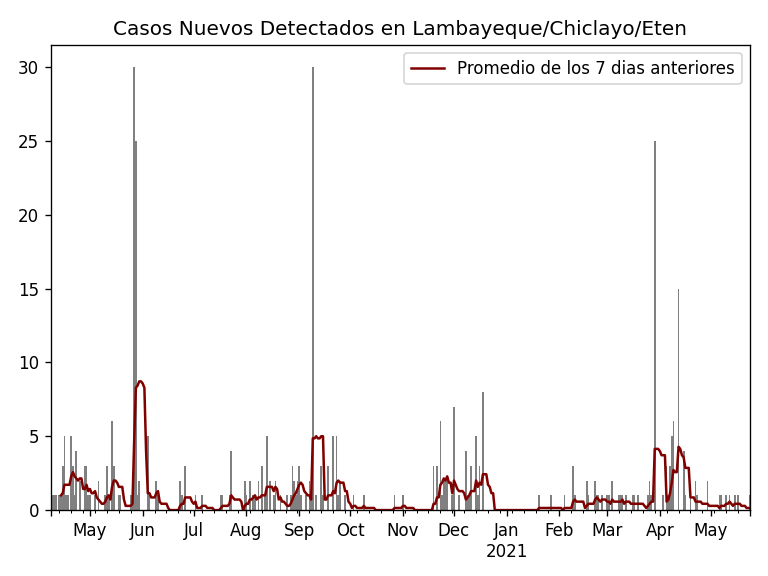 Casos Nuevos Detectados en Lambayeque/Chiclayo/Eten
Promedio de los 7 dias anteriores
30
25
20
15
10
5
0
May Jun Jul Aug Sep Oct Nov Dec Jan Feb Mar Apr May
2021